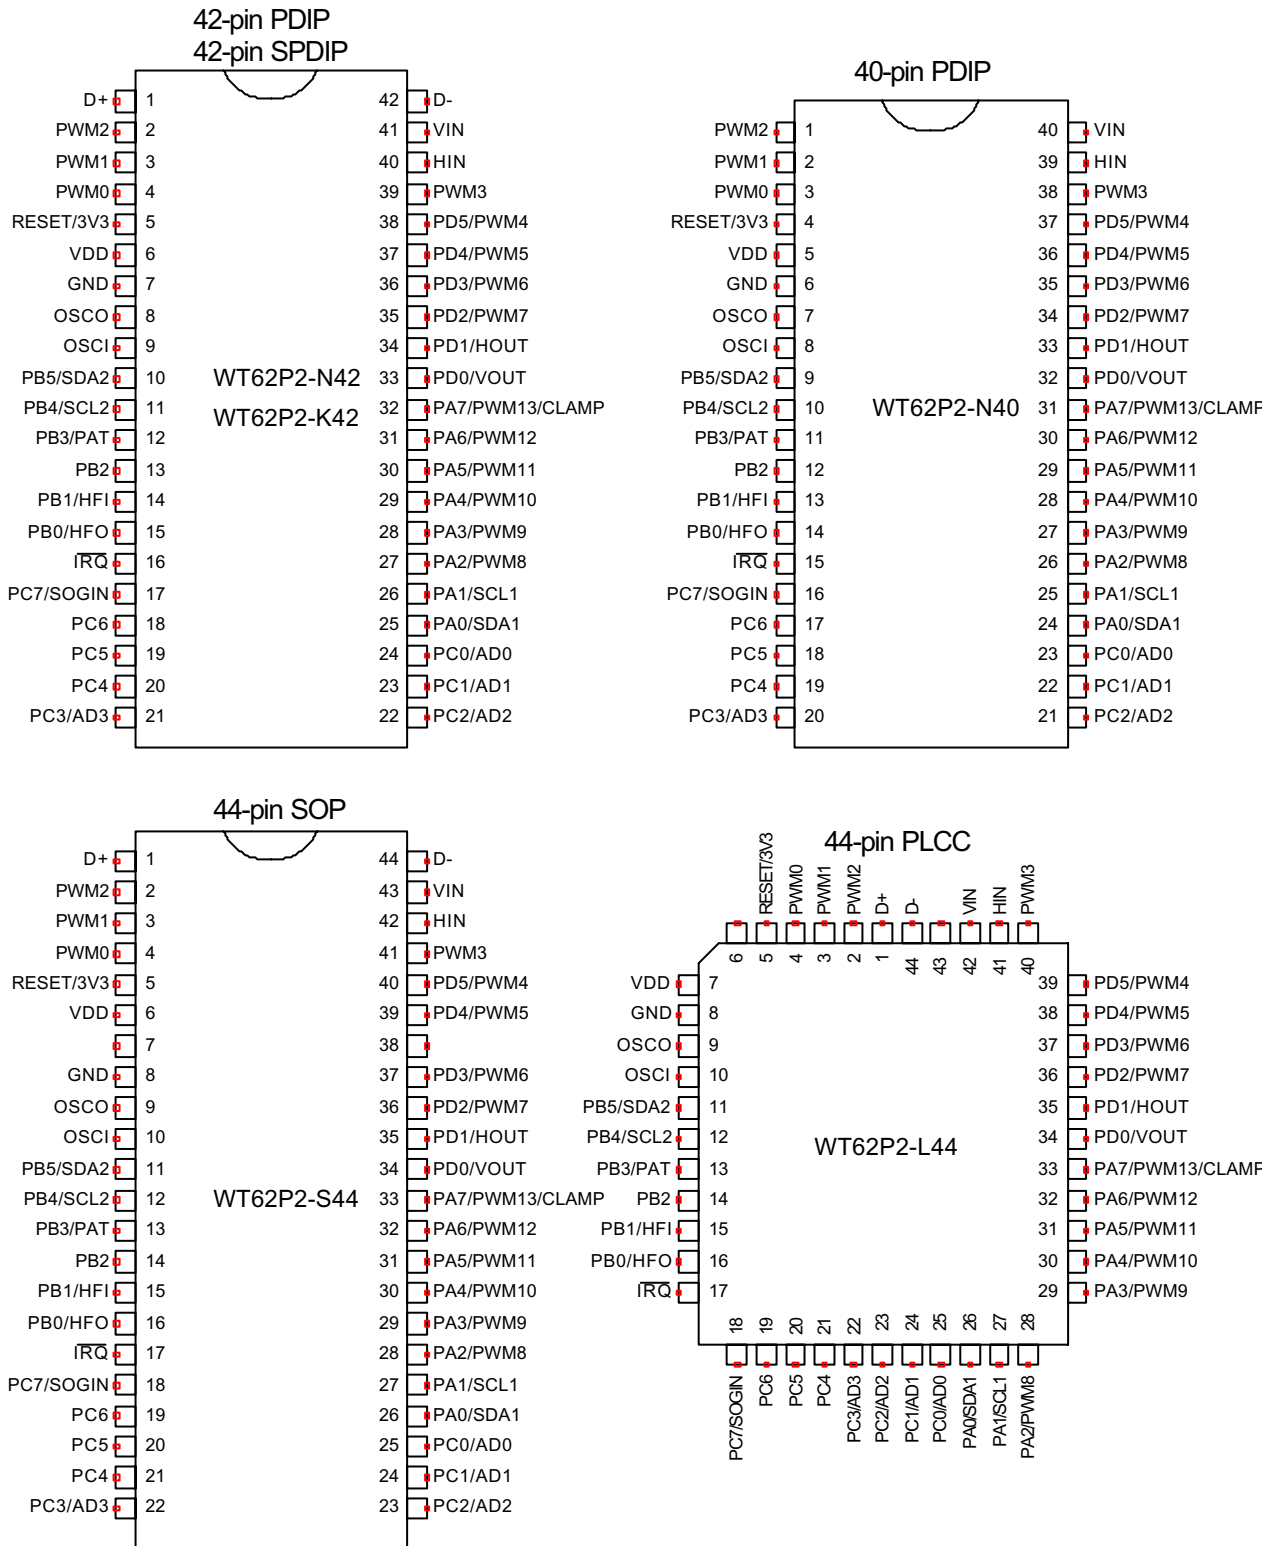 42-pin PDIP
42-pin SPDIP
D+ 1 42 D-
PWM2 2 41 VIN
PWM1 3 40 HIN
PWM0 4 39 PWM3
RESET/3V3 5 38 PD5/PWM4
VDD 6 37 PD4/PWM5
GND 7 36 PD3/PWM6
OSCO 8 35 PD2/PWM7
OSCI 9 34 PD1/HOUT
PB5/SDA2 10 WT62P2-N42 33 PD0/VOUT
PB4/SCL2 11 WT62P2-K42 32 PA7/PWM13/CLAMP
PB3/PAT 12 31 PA6/PWM12
PB2 13 30 PA5/PWM11
PB1/HFI 14 29 PA4/PWM10
PB0/HFO 15 28 PA3/PWM9
IRQ 16 27 PA2/PWM8
PC7/SOGIN 17 26 PA1/SCL1
PC6 18 25 PA0/SDA1
PC5 19 24 PC0/AD0
PC4 20 23 PC1/AD1
PC3/AD3 21 22 PC2/AD2
40-pin PDIP
PWM2 1 40 VIN
PWM1 2 39 HIN
PWM0 3 38 PWM3
RESET/3V3 4 37 PD5/PWM4
VDD 5 36 PD4/PWM5
GND 6 35 PD3/PWM6
OSCO 7 34 PD2/PWM7
OSCI 8 33 PD1/HOUT
PB5/SDA2 9 32 PD0/VOUT
PB4/SCL2 10 WT62P2-N40 31 PA7/PWM13/CLAMP
PB3/PAT 11 30 PA6/PWM12
PB2 12 29 PA5/PWM11
PB1/HFI 13 28 PA4/PWM10
PB0/HFO 14 27 PA3/PWM9
IRQ 15 26 PA2/PWM8
PC7/SOGIN 16 25 PA1/SCL1
PC6 17 24 PA0/SDA1
PC5 18 23 PC0/AD0
PC4 19 22 PC1/AD1
PC3/AD3 20 21 PC2/AD2
44-pin SOP
D+ 1 44 D-
PWM2 2 43 VIN
PWM1 3 42 HIN
PWM0 4 41 PWM3
RESET/3V3 5 40 PD5/PWM4
VDD 6 39 PD4/PWM5
7 38
GND 8 37 PD3/PWM6
OSCO 9 36 PD2/PWM7
OSCI 10 35 PD1/HOUT
PB5/SDA2 11 34 PD0/VOUT
PB4/SCL2 12 WT62P2-S44 33 PA7/PWM13/CLAMP
PB3/PAT 13 32 PA6/PWM12
PB2 14 31 PA5/PWM11
PB1/HFI 15 30 PA4/PWM10
PB0/HFO 16 29 PA3/PWM9
IRQ 17 28 PA2/PWM8
PC7/SOGIN 18 27 PA1/SCL1
PC6 19 26 PA0/SDA1
PC5 20 25 PC0/AD0
PC4 21 24 PC1/AD1
PC3/AD3 22 23 PC2/AD2
44-pin PLCC
RESET/3V3 PWM0 PWM1 PWM2 D+ D- VIN HIN PWM3
6 5 4 3 2 1 44 43 42 41 40
VDD 7 39 PD5/PWM4
GND 8 38 PD4/PWM5
OSCO 9 37 PD3/PWM6
OSCI 10 36 PD2/PWM7
PB5/SDA2 11 35 PD1/HOUT
PB4/SCL2 12 WT62P2-L44 34 PD0/VOUT
PB3/PAT 13 33 PA7/PWM13/CLAMP
PB2 14 32 PA6/PWM12
PB1/HFI 15 31 PA5/PWM11
PB0/HFO 16 30 PA4/PWM10
IRQ 17 29 PA3/PWM9
18 19 20 21 22 23 24 25 26 27 28
PC7/SOGIN PC6 PC5 PC4 PC3/AD3 PC2/AD2 PC1/AD1 PC0/AD0 PA0/SDA1 PA1/SCL1 PA2/PWM8